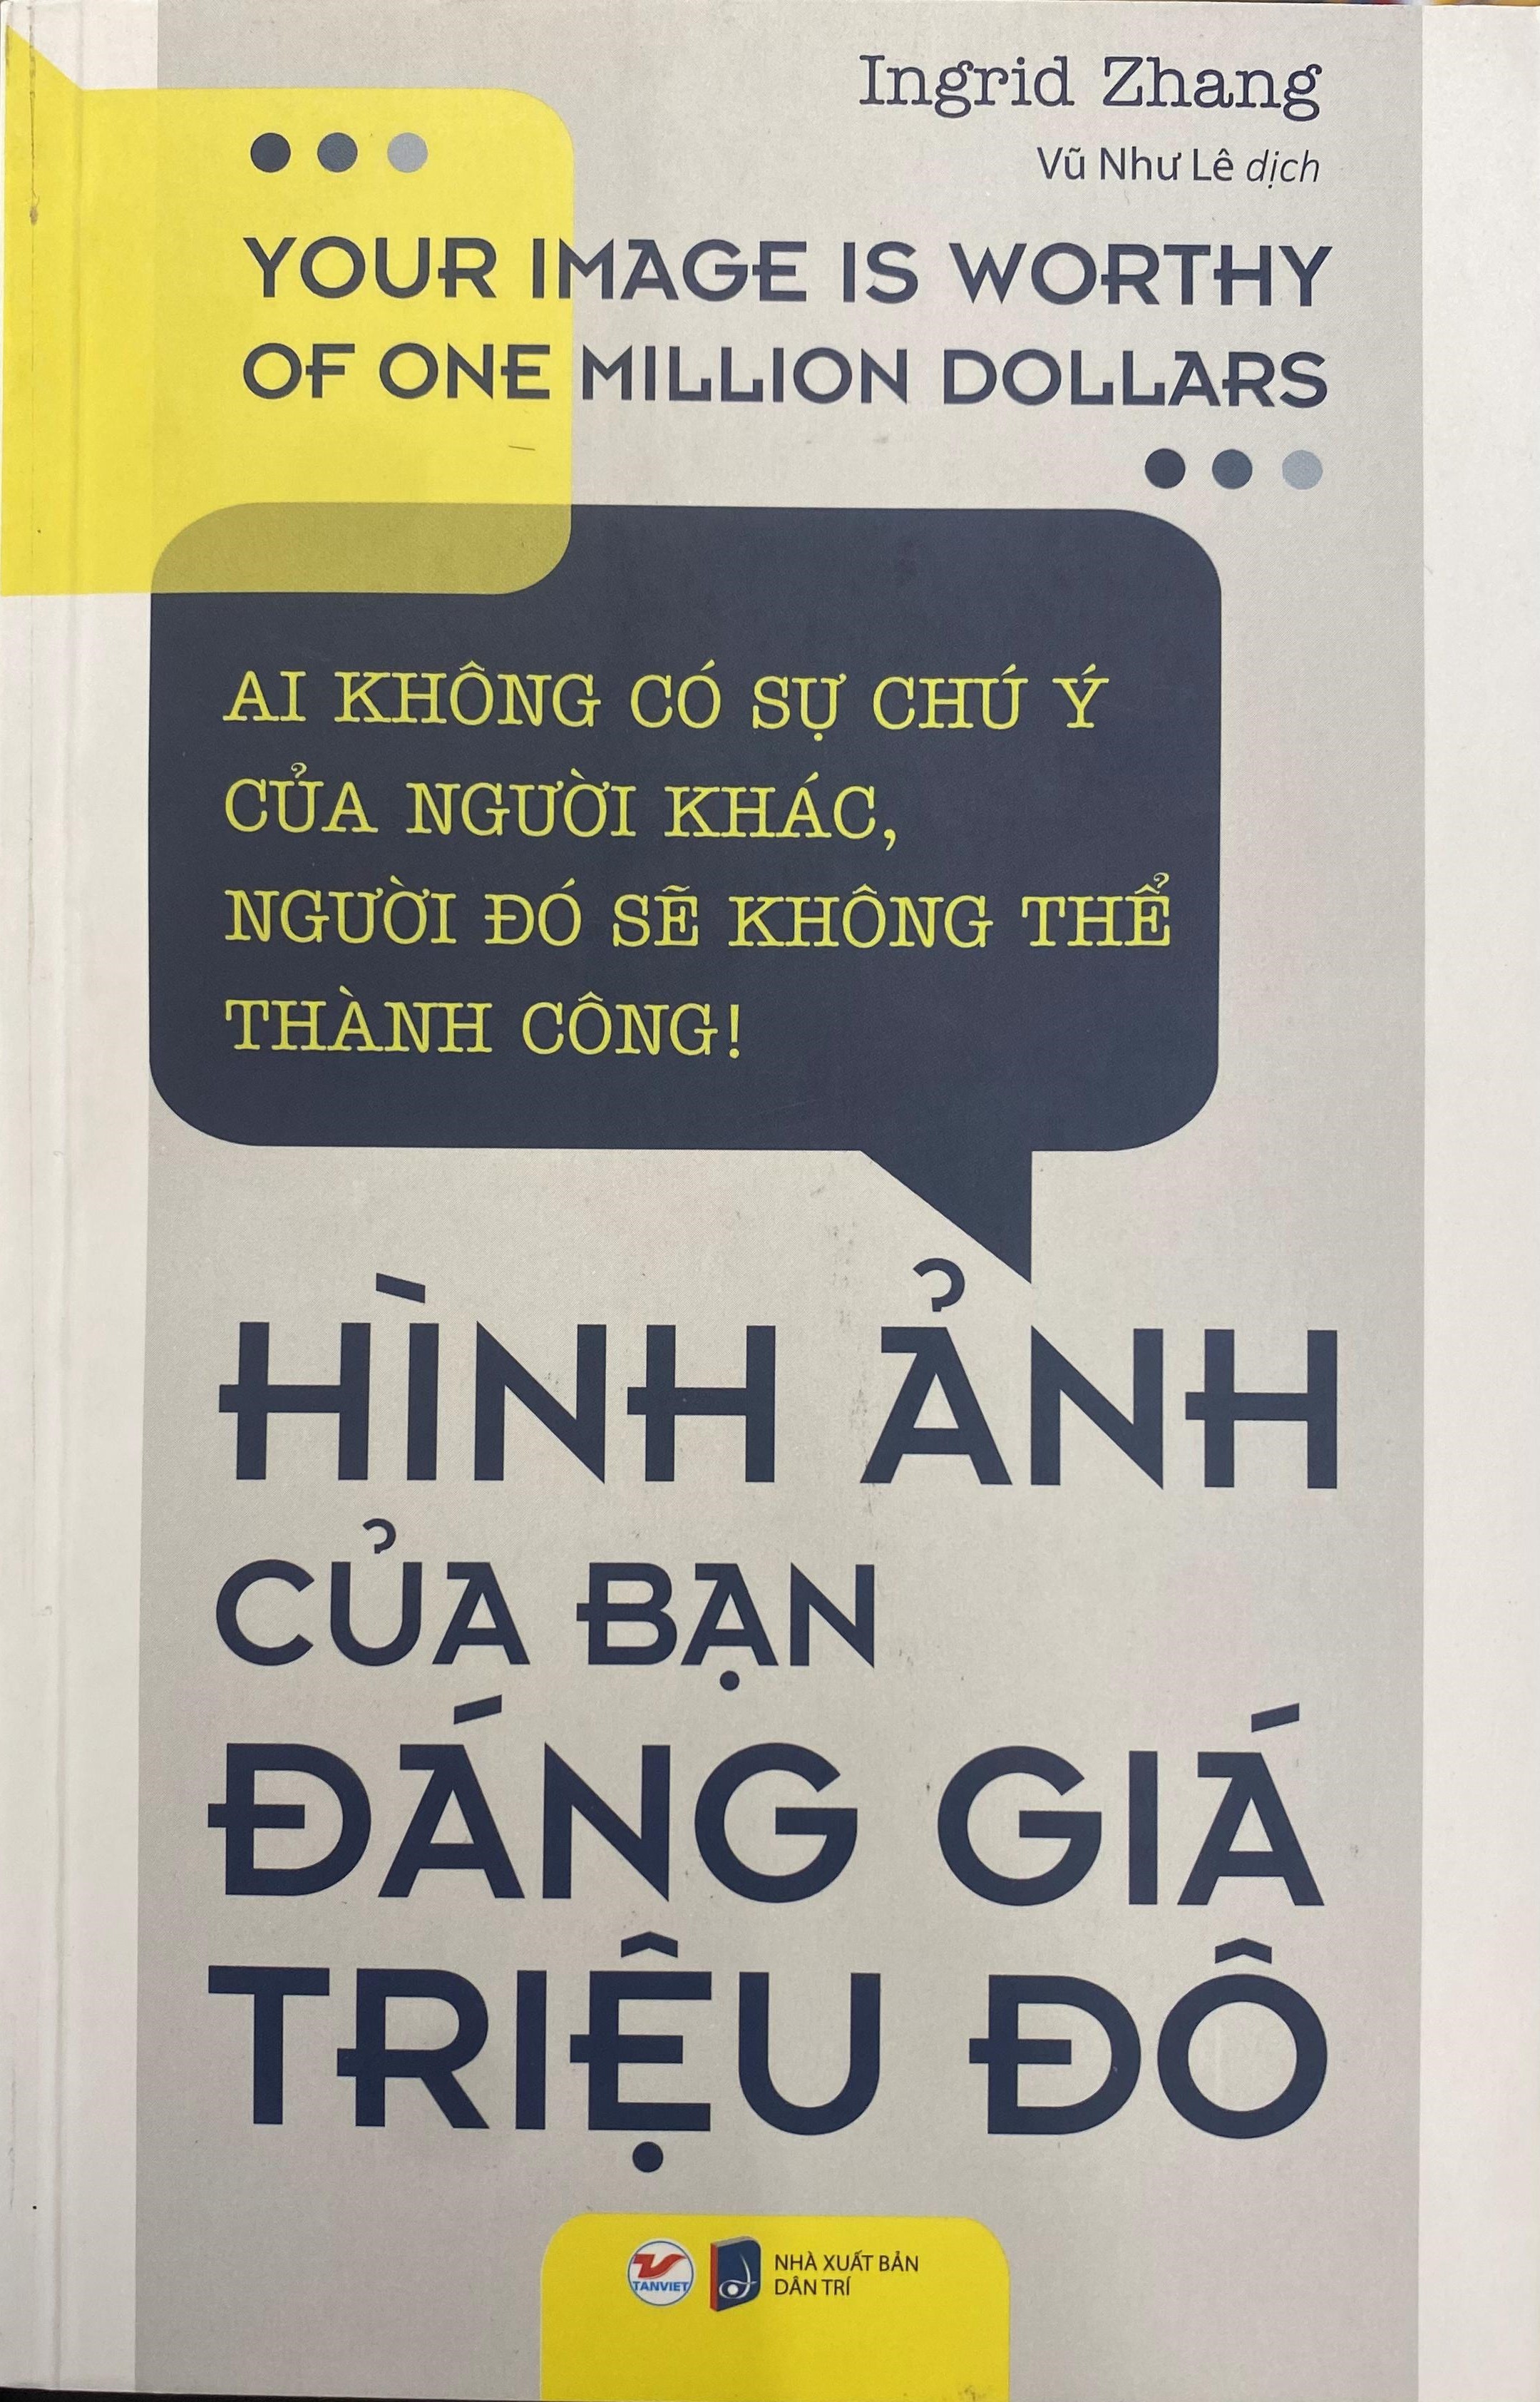 Ingrid Zhang
Vũ Như Lê dịch
YOUR IMAGE IS WORTHY
OF ONE MILLION DOLLARS
AI KHÔNG CÓ SỰ CHÚ Ý
CỦA NGƯỜI KHÁC,
NGƯỜI ĐÓ SẼ KHÔNG THỂ
THÀNH CÔNG!
HÌNH ẢNH
CỦA BẠN
ĐÁNG GIÁ
TRIỆU ĐÔ
TANVIET
NHÀ XUẤT BẢN
DÂN TRÍ